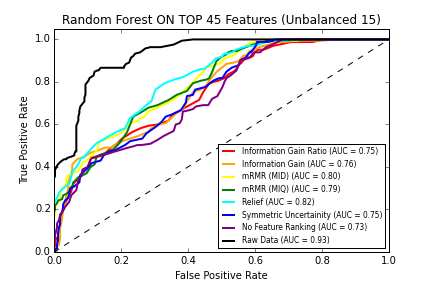 Random Forest ON TOP 45 Features (Unbalanced 15)
1.0
0.8
0.6
0.4
0.2
0.0
True Positive Rate
Information Gain Ratio (AUC = 0.75)
Information Gain (AUC = 0.76)
mRMR (MID) (AUC = 0.80)
mRMR (MIQ) (AUC = 0.79)
Relief (AUC = 0.82)
Symmetric Uncertainity (AUC = 0.75)
No Feature Ranking (AUC = 0.73)
Raw Data (AUC = 0.93)
0.0 0.2 0.4 0.6 0.8 1.0
False Positive Rate